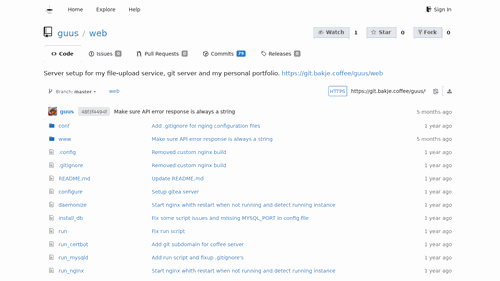 Home Explore Help Sign In
guus / web Watch 1 Star 0 Fork 0
Code Issues 0 Pull Requests 0 Commits 79 Releases 0
Server setup for my file-upload service, git server and my personal portfolio. https://git.bakje.coffee/guus/web
Branch: master web HTTPS https://git.bakje.coffee/guus/
guus Make sure API error response is always a string 5 months ago
conf Add .gitignore for nginx configuration files 1 year ago
www Make sure API error response is always a string 5 months ago
.config Removed custom nginx build 1 year ago
.gitignore Removed custom nginx build 1 year ago
README.md Update README.md 1 year ago
configure Setup gitea server 1 year ago
daemonize Start nginx whith restart when not running and detect running instance 1 year ago
install_db Fix some script issues and missing MYSQL_PORT in config file 1 year ago
run Fix run script 1 year ago
run_certbot Add git subdomain for coffee server 1 year ago
run_mysqld Add run script and fixup .gitignore's 1 year ago
run_nginx Start nginx whith restart when not running and detect running instance 1 year ago